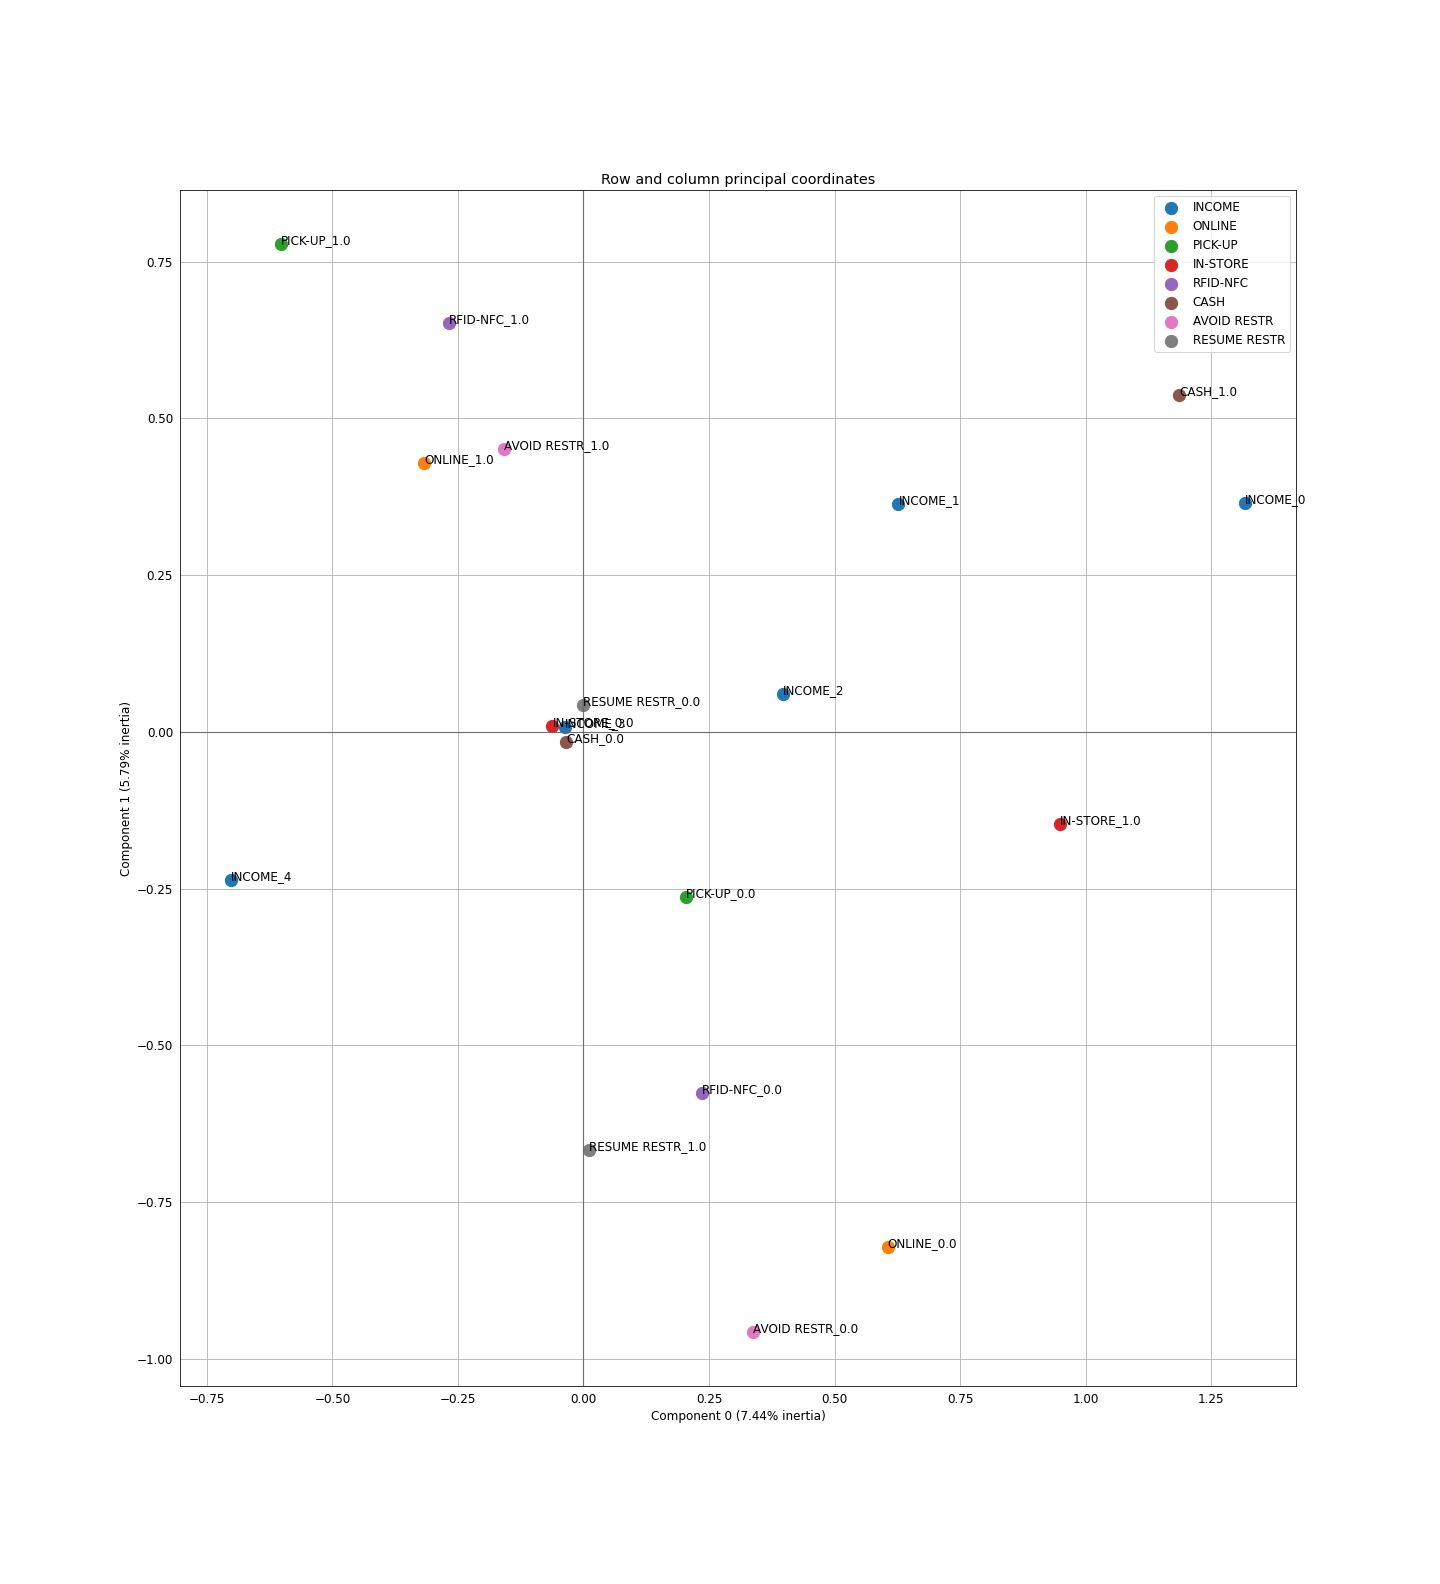 Row and column principal coordinates
INCOME
ONLINE
PICK-UP
IN-STORE
RFID-NFC
CASH
AVOID RESTR
RESUME RESTR
PICK-UP_1.0
RFID-NFC_1.0
CASH_1.0
AVOID RESTR_1.0
ONLINE_1.0
INCOME_1
INCOME_0
INCOME_2
RESUME RESTR_0.0
IN-STORE_0.0
INCOME_3
CASH_0.0
IN-STORE_1.0
INCOME_4
PICK-UP_0.0
RFID-NFC_0.0
RESUME RESTR_1.0
ONLINE_0.0
AVOID RESTR_0.0
0.75
0.50
0.25
0.00
−0.25
−0.50
−0.75
−1.00
Component 1 (5.79% inertia)
−0.75 −0.50 −0.25 0.00 0.25 0.50 0.75 1.00 1.25
Component 0 (7.44% inertia)